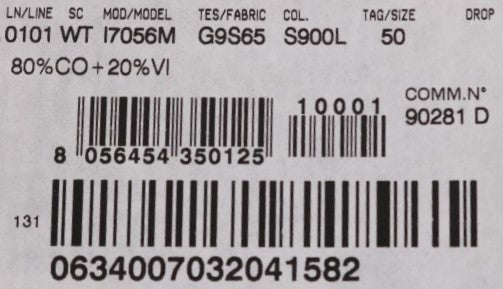 LN/LINE SC MOD/MODEL TES/FABRIC COL. TAG/SIZE DROP
0101 WT I7056M G9S65 S900L 50
80%CO+20%VI
10001
COMM.N°
90281 D
8 056454 350125
131
0634007032041582